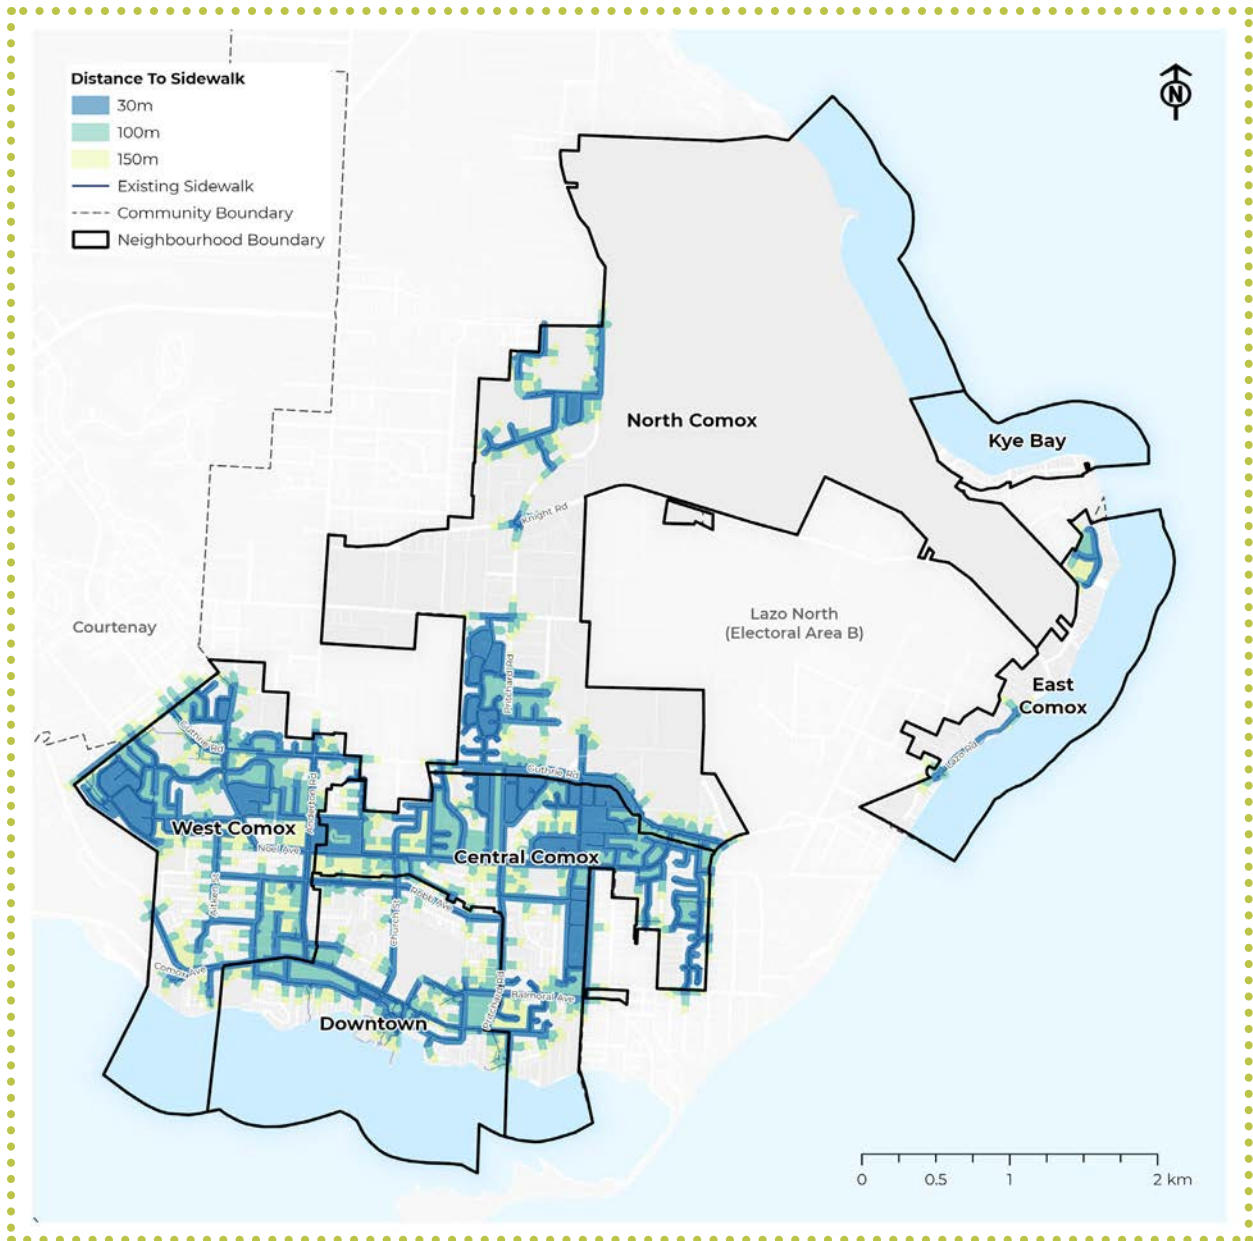 Distance To Sidewalk
30m
100m
150m
Existing Sidewalk
Community Boundary
Neighbourhood Boundary
N
North Comox
Kye Bay
Knight Rd
Courtenay
Lazo North
(Electoral Area B)
Pritchard Rd
East
Comox
Guthrie Rd
Lazo Rd
Guthrie Rd
Anderton Rd
West Comox
Noel Ave
Central Comox
Aitken St
Robb Ave
Church St
Comox Ave
Pritchard Rd
Balmoral Ave
Downtown
0
0.5
1
2 km